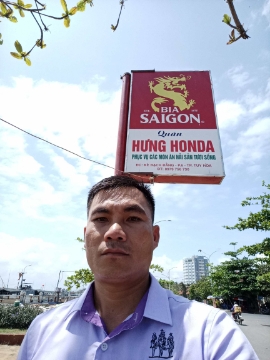 BIA
SAIGON
Quán
HƯNG HONDA
PHỤC VỤ CÁC MÓN ĂN HẢI SẢN TƯƠI SỐNG